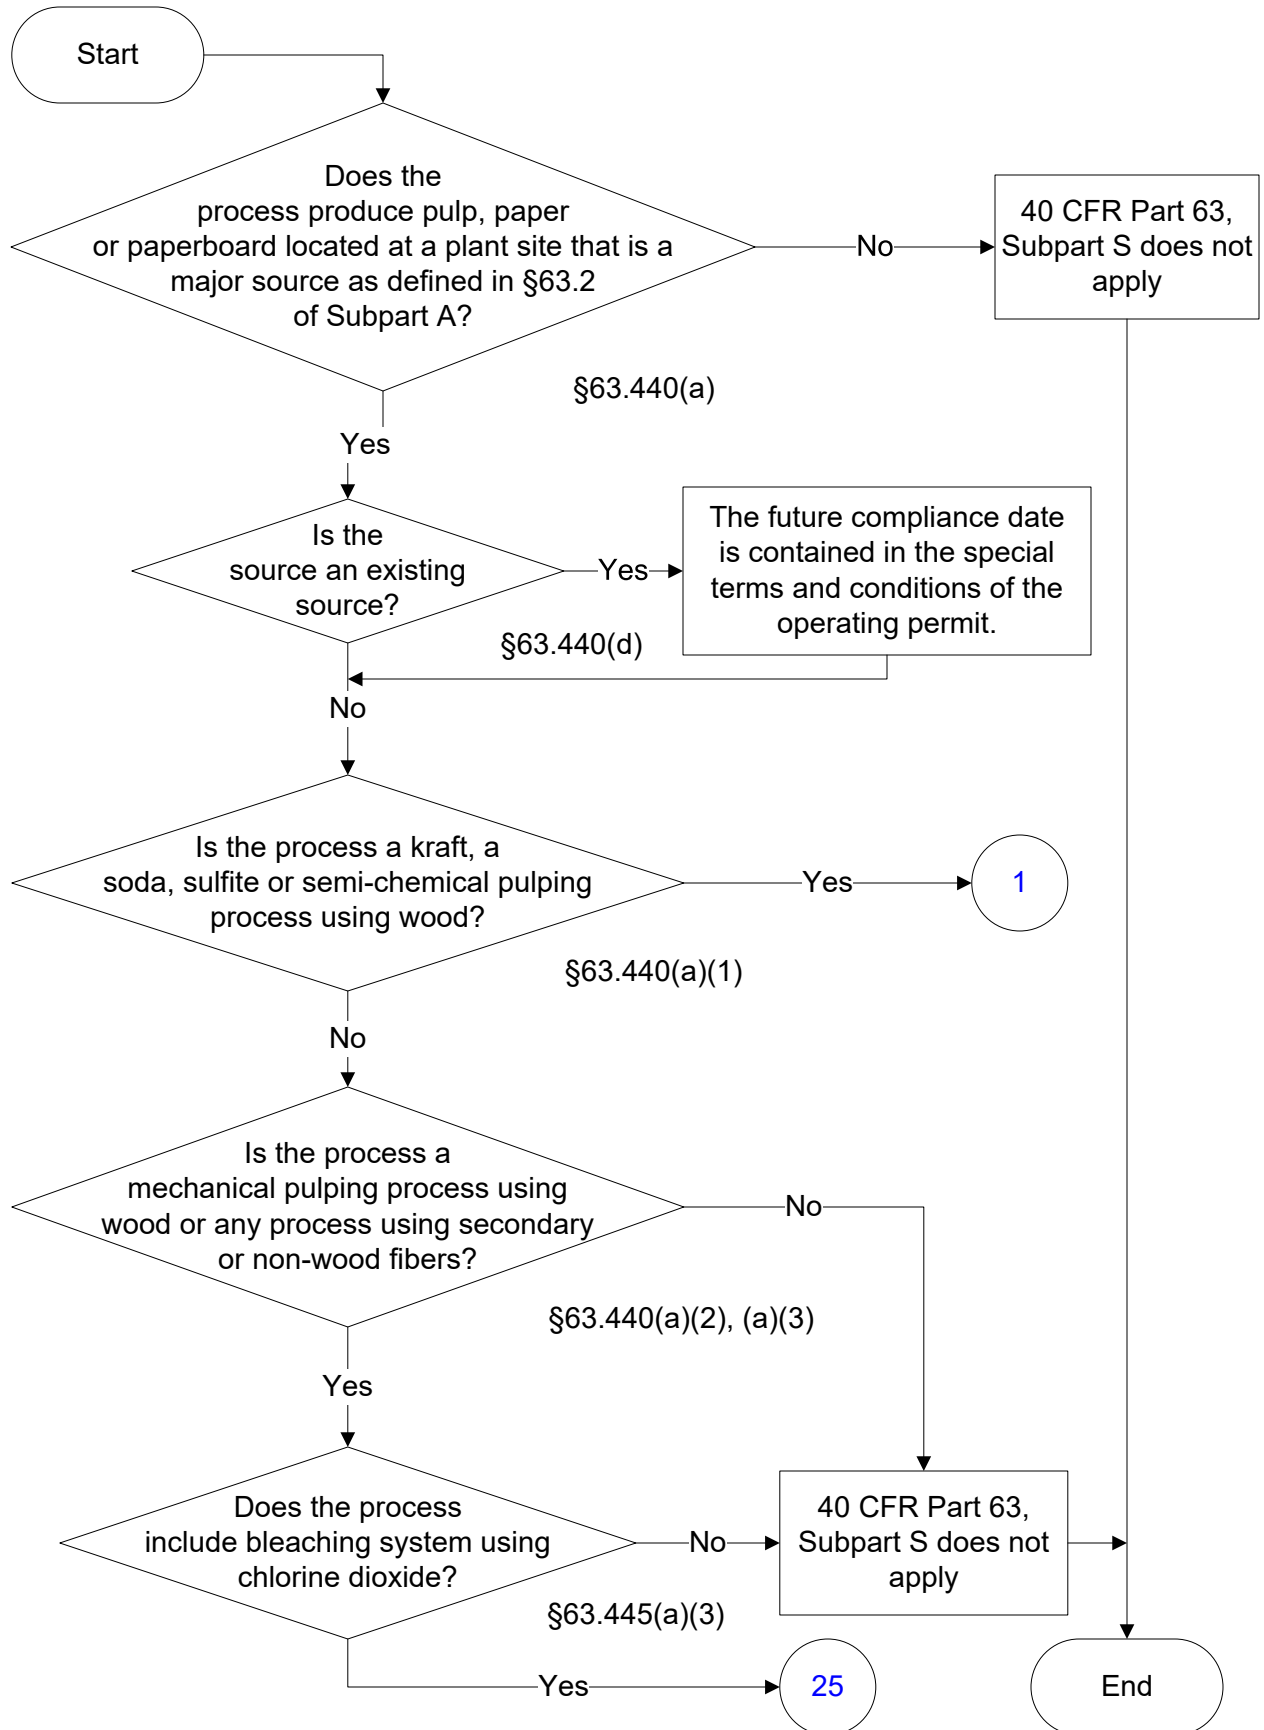 Start
Does the
process produce pulp, paper
or paperboard located at a plant site that is a
major source as defined in §63.2
of Subpart A?
No
40 CFR Part 63,
Subpart S does not
apply
§63.440(a)
Yes
Is the
source an existing
source?
Yes
The future compliance date
is contained in the special
terms and conditions of the
operating permit.
§63.440(d)
No
Is the process a kraft, a
soda, sulfite or semi-chemical pulping
process using wood?
Yes
1
§63.440(a)(1)
No
Is the process a
mechanical pulping process using
wood or any process using secondary
or non-wood fibers?
No
§63.440(a)(2), (a)(3)
Yes
Does the process
include bleaching system using
chlorine dioxide?
No
40 CFR Part 63,
Subpart S does not
apply
§63.445(a)(3)
Yes
25
End